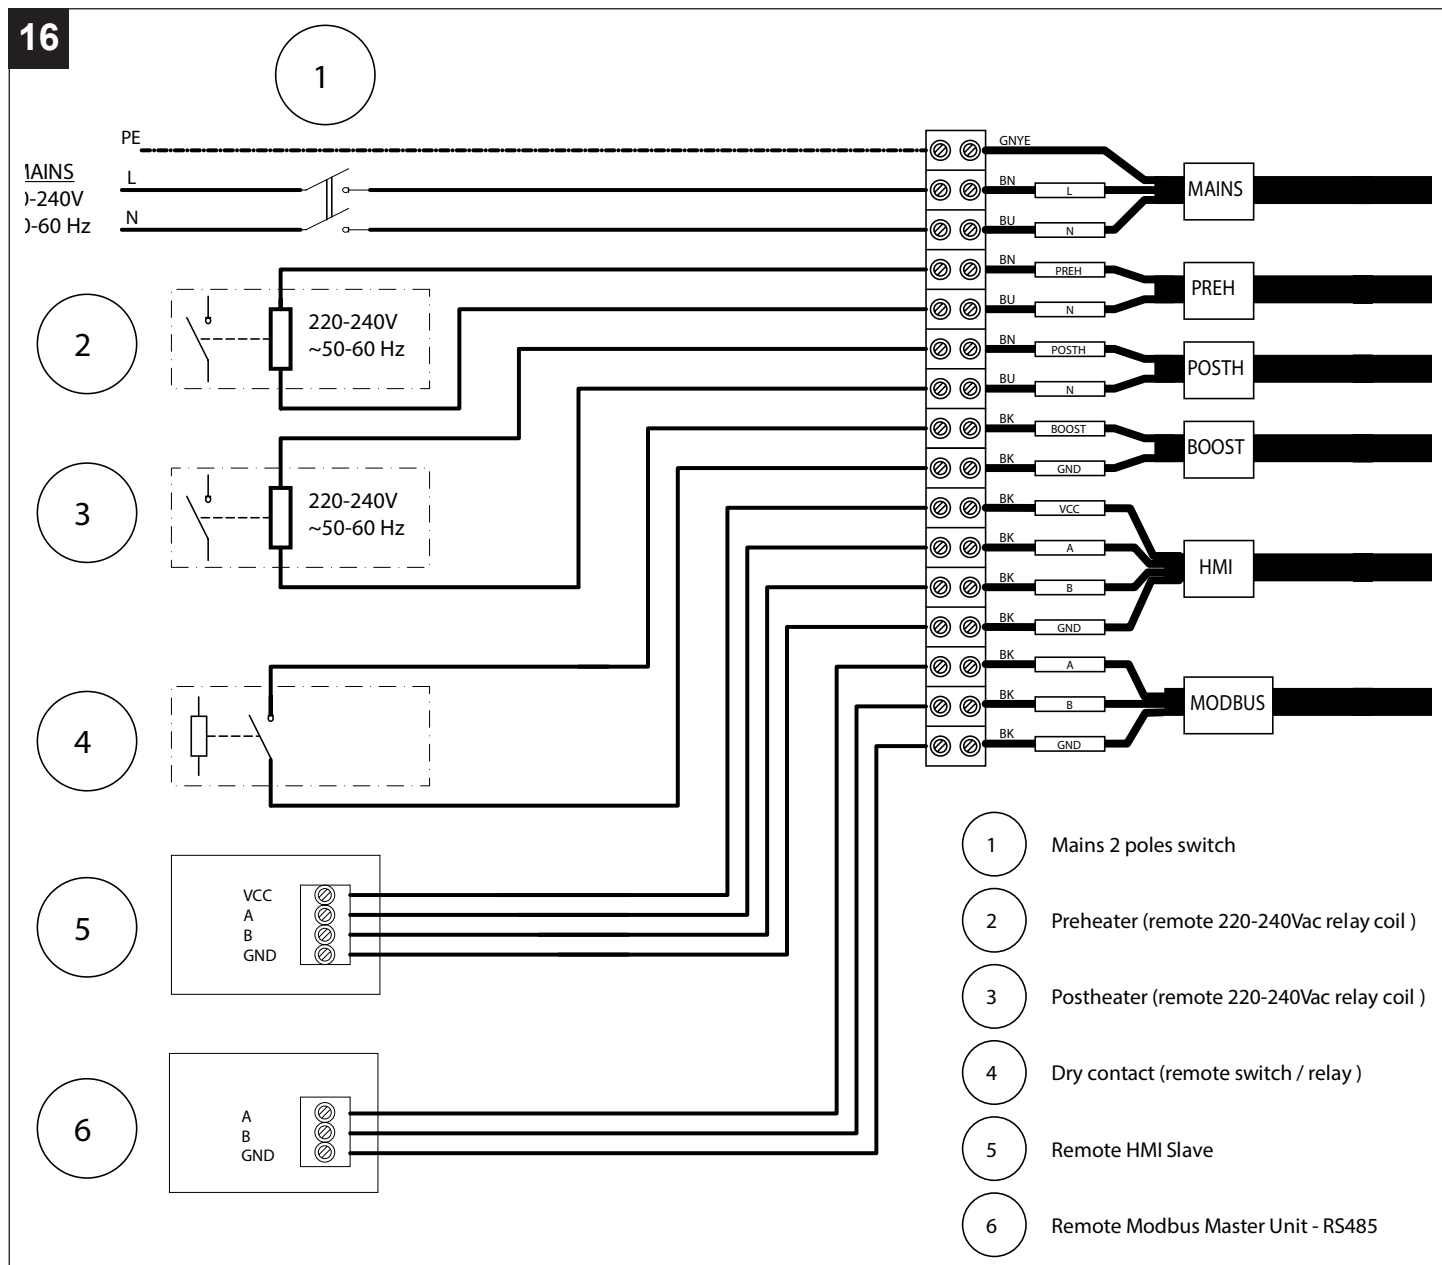 16
1
PE
L
N
0-240V
0-60 Hz
GNYE
BN
L
BU
N
MAINS
BN
PREH
BU
N
PREH
BN
POSTH
BU
N
POSTH
BK
BOOST
BK
GND
BOOST
BK
VCC
BK
A
BK
B
BK
GND
HMI
BK
A
BK
B
BK
GND
MODBUS
2
220-240V
~50-60 Hz
3
220-240V
~50-60 Hz
4
5
VCC
A
B
GND
6
A
B
GND
1 Mains 2 poles switch
2 Preheater (remote 220-240Vac relay coil )
3 Postheater (remote 220-240Vac relay coil )
4 Dry contact (remote switch / relay )
5 Remote HMI Slave
6 Remote Modbus Master Unit - RS485